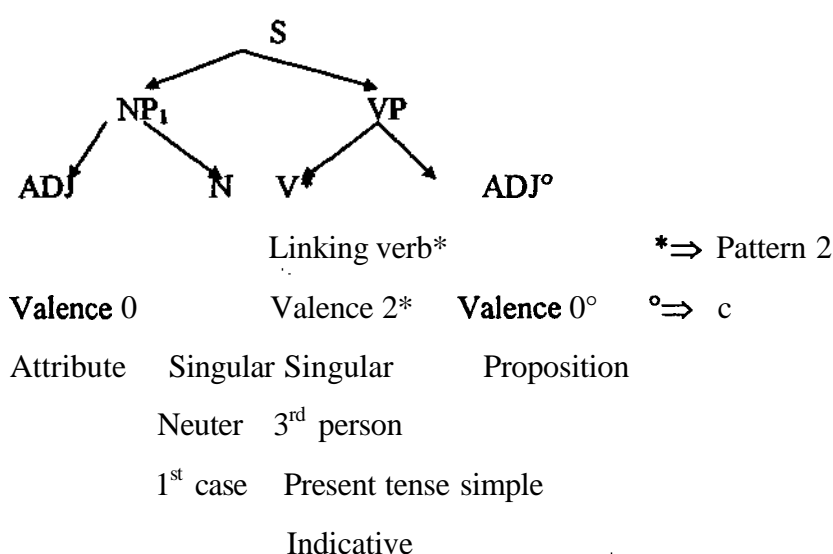 S
NP₁ VP
ADJ N V* ADJ°
Linking verb* *⇒ Pattern 2
Valence 0 Valence 2* Valence 0° °⇒ c
Attribute Singular Singular Proposition
Neuter 3rd person
1st case Present tense simple
Indicative